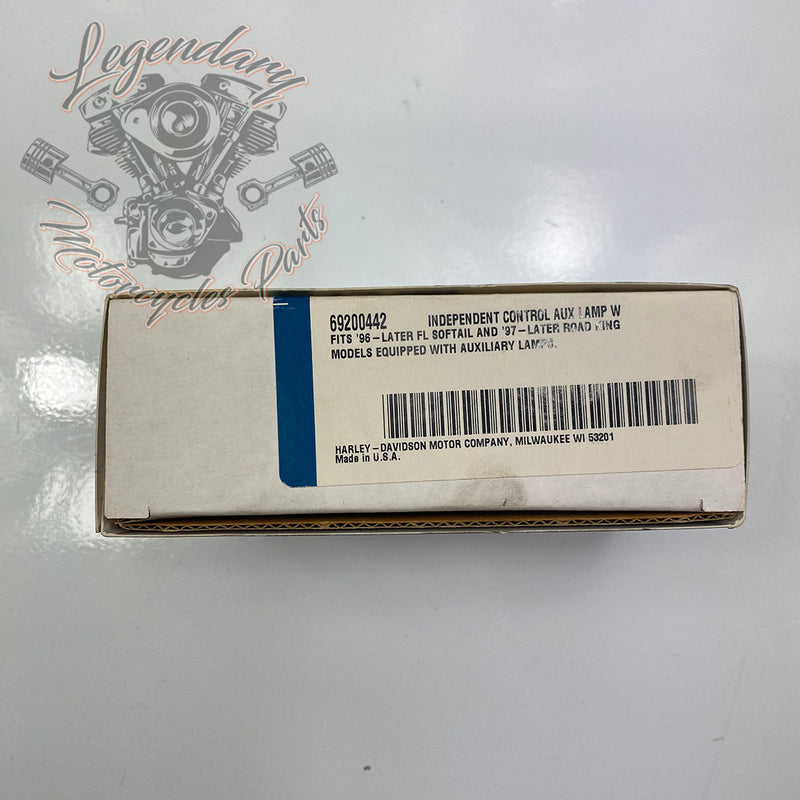 Legendary
Motorcycles Parts
69200442 INDEPENDENT CONTROL AUX LAMP W
FITS '96-LATER FL SOFTAIL AND '97-LATER ROAD KING
MODELS EQUIPPED WITH AUXILIARY LAMPS.
HARLEY-DAVIDSON MOTOR COMPANY, MILWAUKEE WI 53201
Made in U.S.A.